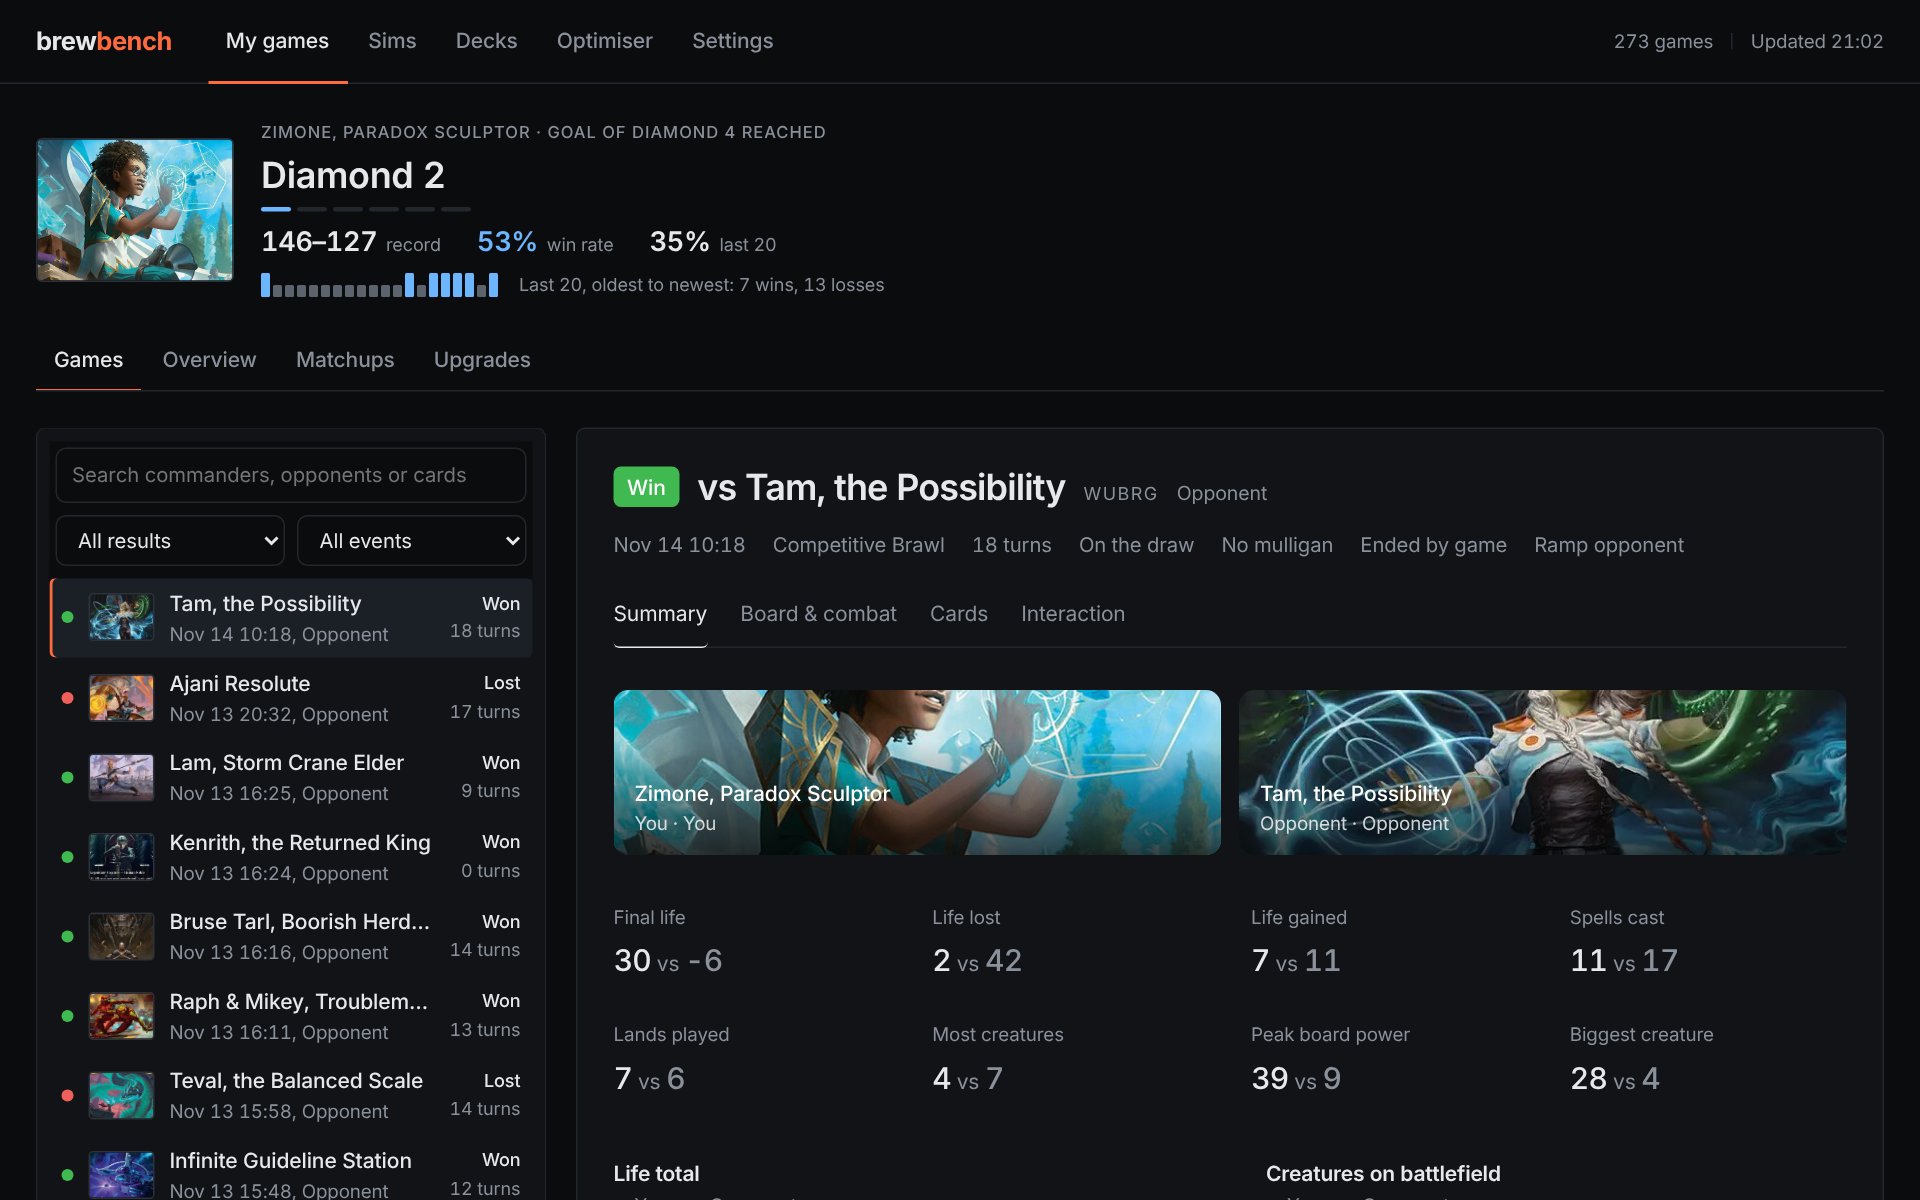 brewbench
My games
Sims
Decks
Optimiser
Settings
273 games
Updated 21:02
ZIMONE, PARADOX SCULPTOR · GOAL OF DIAMOND 4 REACHED
Diamond 2
146–127 record 53% win rate 35% last 20
Last 20, oldest to newest: 7 wins, 13 losses
Games
Overview
Matchups
Upgrades
Search commanders, opponents or cards
All results
All events
Tam, the Possibility Won
Nov 14 10:18, Opponent 18 turns
Ajani Resolute Lost
Nov 13 20:32, Opponent 17 turns
Lam, Storm Crane Elder Won
Nov 13 16:25, Opponent 9 turns
Kenrith, the Returned King Won
Nov 13 16:24, Opponent 0 turns
Bruse Tarl, Boorish Herd... Won
Nov 13 16:16, Opponent 14 turns
Raph & Mikey, Troublem... Won
Nov 13 16:11, Opponent 13 turns
Teval, the Balanced Scale Lost
Nov 13 15:58, Opponent 14 turns
Infinite Guideline Station Won
Nov 13 15:48, Opponent 12 turns
Win vs Tam, the Possibility WUBRG Opponent
Nov 14 10:18 Competitive Brawl 18 turns On the draw No mulligan Ended by game Ramp opponent
Summary
Board & combat
Cards
Interaction
Zimone, Paradox Sculptor
You · You
Tam, the Possibility
Opponent · Opponent
Final life
30 vs -6
Life lost
2 vs 42
Life gained
7 vs 11
Spells cast
11 vs 17
Lands played
7 vs 6
Most creatures
4 vs 7
Peak board power
39 vs 9
Biggest creature
28 vs 4
Life total
Creatures on battlefield